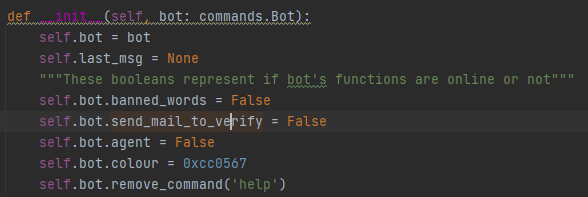 def __init__(self, bot: commands.Bot):
self.bot = bot
self.last_msg = None
"""These booleans represent if bot's functions are online or not"""
self.bot.banned_words = False
self.bot.send_mail_to_verify = False
self.bot.agent = False
self.bot.colour = 0xcc0567
self.bot.remove_command('help')